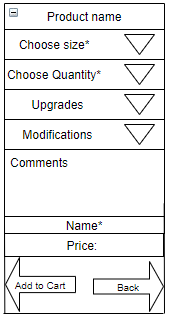 Product name
Choose size*
Choose Quantity*
Upgrades
Modifications
Comments
Name*
Price:
Add to Cart
Back